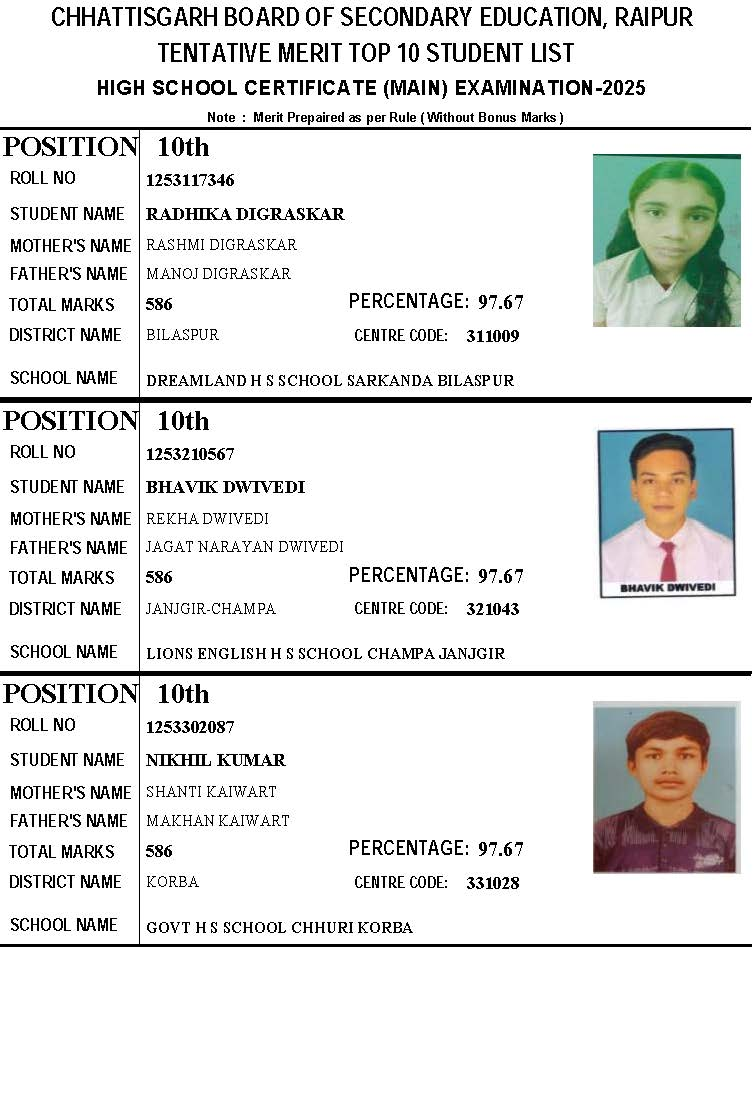 CHHATTISGARH BOARD OF SECONDARY EDUCATION, RAIPUR
TENTATIVE MERIT TOP 10 STUDENT LIST
HIGH SCHOOL CERTIFICATE (MAIN) EXAMINATION-2025
Note : Merit Prepaired as per Rule ( Without Bonus Marks )
POSITION 10th
ROLL NO 1253117346
STUDENT NAME RADHIKA DIGRASKAR
MOTHER'S NAME RASHMI DIGRASKAR
FATHER'S NAME MANOJ DIGRASKAR
TOTAL MARKS 586 PERCENTAGE: 97.67
DISTRICT NAME BILASPUR CENTRE CODE: 311009
SCHOOL NAME DREAMLAND H S SCHOOL SARKANDA BILASPUR
POSITION 10th
ROLL NO 1253210567
STUDENT NAME BHAVIK DWIVEDI
MOTHER'S NAME REKHA DWIVEDI
FATHER'S NAME JAGAT NARAYAN DWIVEDI
TOTAL MARKS 586 PERCENTAGE: 97.67
BHAVIK DWIVEDI
DISTRICT NAME JANJGIR-CHAMPA CENTRE CODE: 321043
SCHOOL NAME LIONS ENGLISH H S SCHOOL CHAMPA JANJGIR
POSITION 10th
ROLL NO 1253302087
STUDENT NAME NIKHIL KUMAR
MOTHER'S NAME SHANTI KAIWART
FATHER'S NAME MAKHAN KAIWART
TOTAL MARKS 586 PERCENTAGE: 97.67
DISTRICT NAME KORBA CENTRE CODE: 331028
SCHOOL NAME GOVT H S SCHOOL CHHURI KORBA